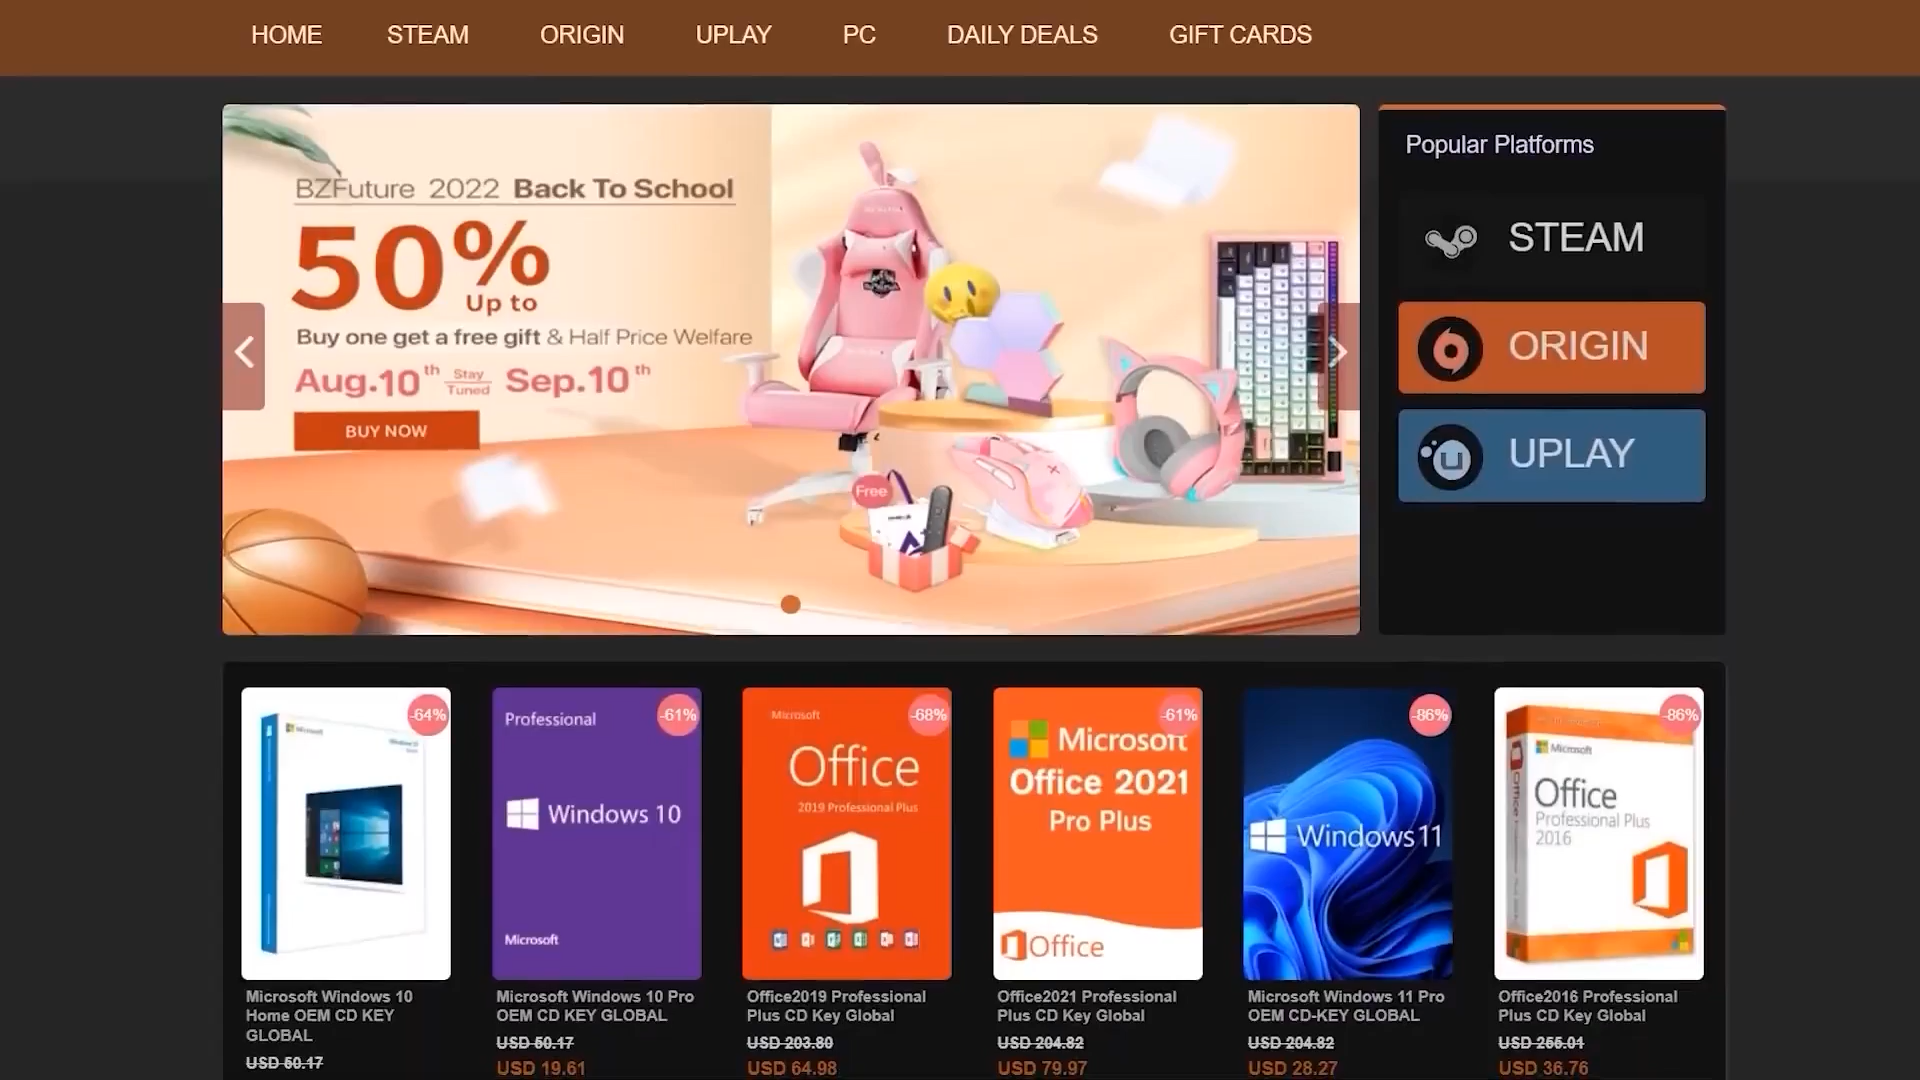 HOME STEAM ORIGIN UPLAY PC DAILY DEALS GIFT CARDS
BZFuture 2022 Back To School
50%
Up to
Buy one get a free gift & Half Price Welfare
Aug.10th Stay Tuned Sep.10th
BUY NOW
Free
Popular Platforms
STEAM
ORIGIN
UPLAY
-64%
Microsoft
Microsoft Windows 10
Home OEM CD KEY
GLOBAL
USD 50.17
-61%
Professional
Windows 10
Microsoft
Microsoft Windows 10 Pro
OEM CD KEY GLOBAL
USD 50.17
USD 19.61
-68%
Microsoft
Office
2019 Professional Plus
Office2019 Professional
Plus CD Key Global
USD 203.80
USD 64.98
-61%
Microsoft
Office 2021
Pro Plus
Office
Office2021 Professional
Plus CD Key Global
USD 204.82
USD 79.97
-86%
Windows 11
Microsoft Windows 11 Pro
OEM CD-KEY GLOBAL
USD 204.82
USD 28.27
-86%
Microsoft
Office
Professional Plus
2016
Office2016 Professional
Plus CD Key Global
USD 255.01
USD 36.76